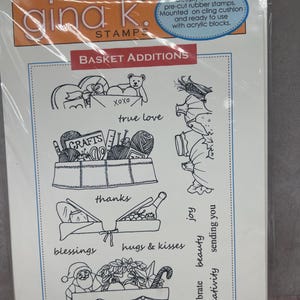 gina k.
STAMPS
pre-cut rubber stamps.
Mounted on cling cushion
and ready to use
with acrylic blocks.
BASKET ADDITIONS
XOXO
true love
CRAFTS
thanks
blessings
hugs & kisses
joy
beauty
sending you